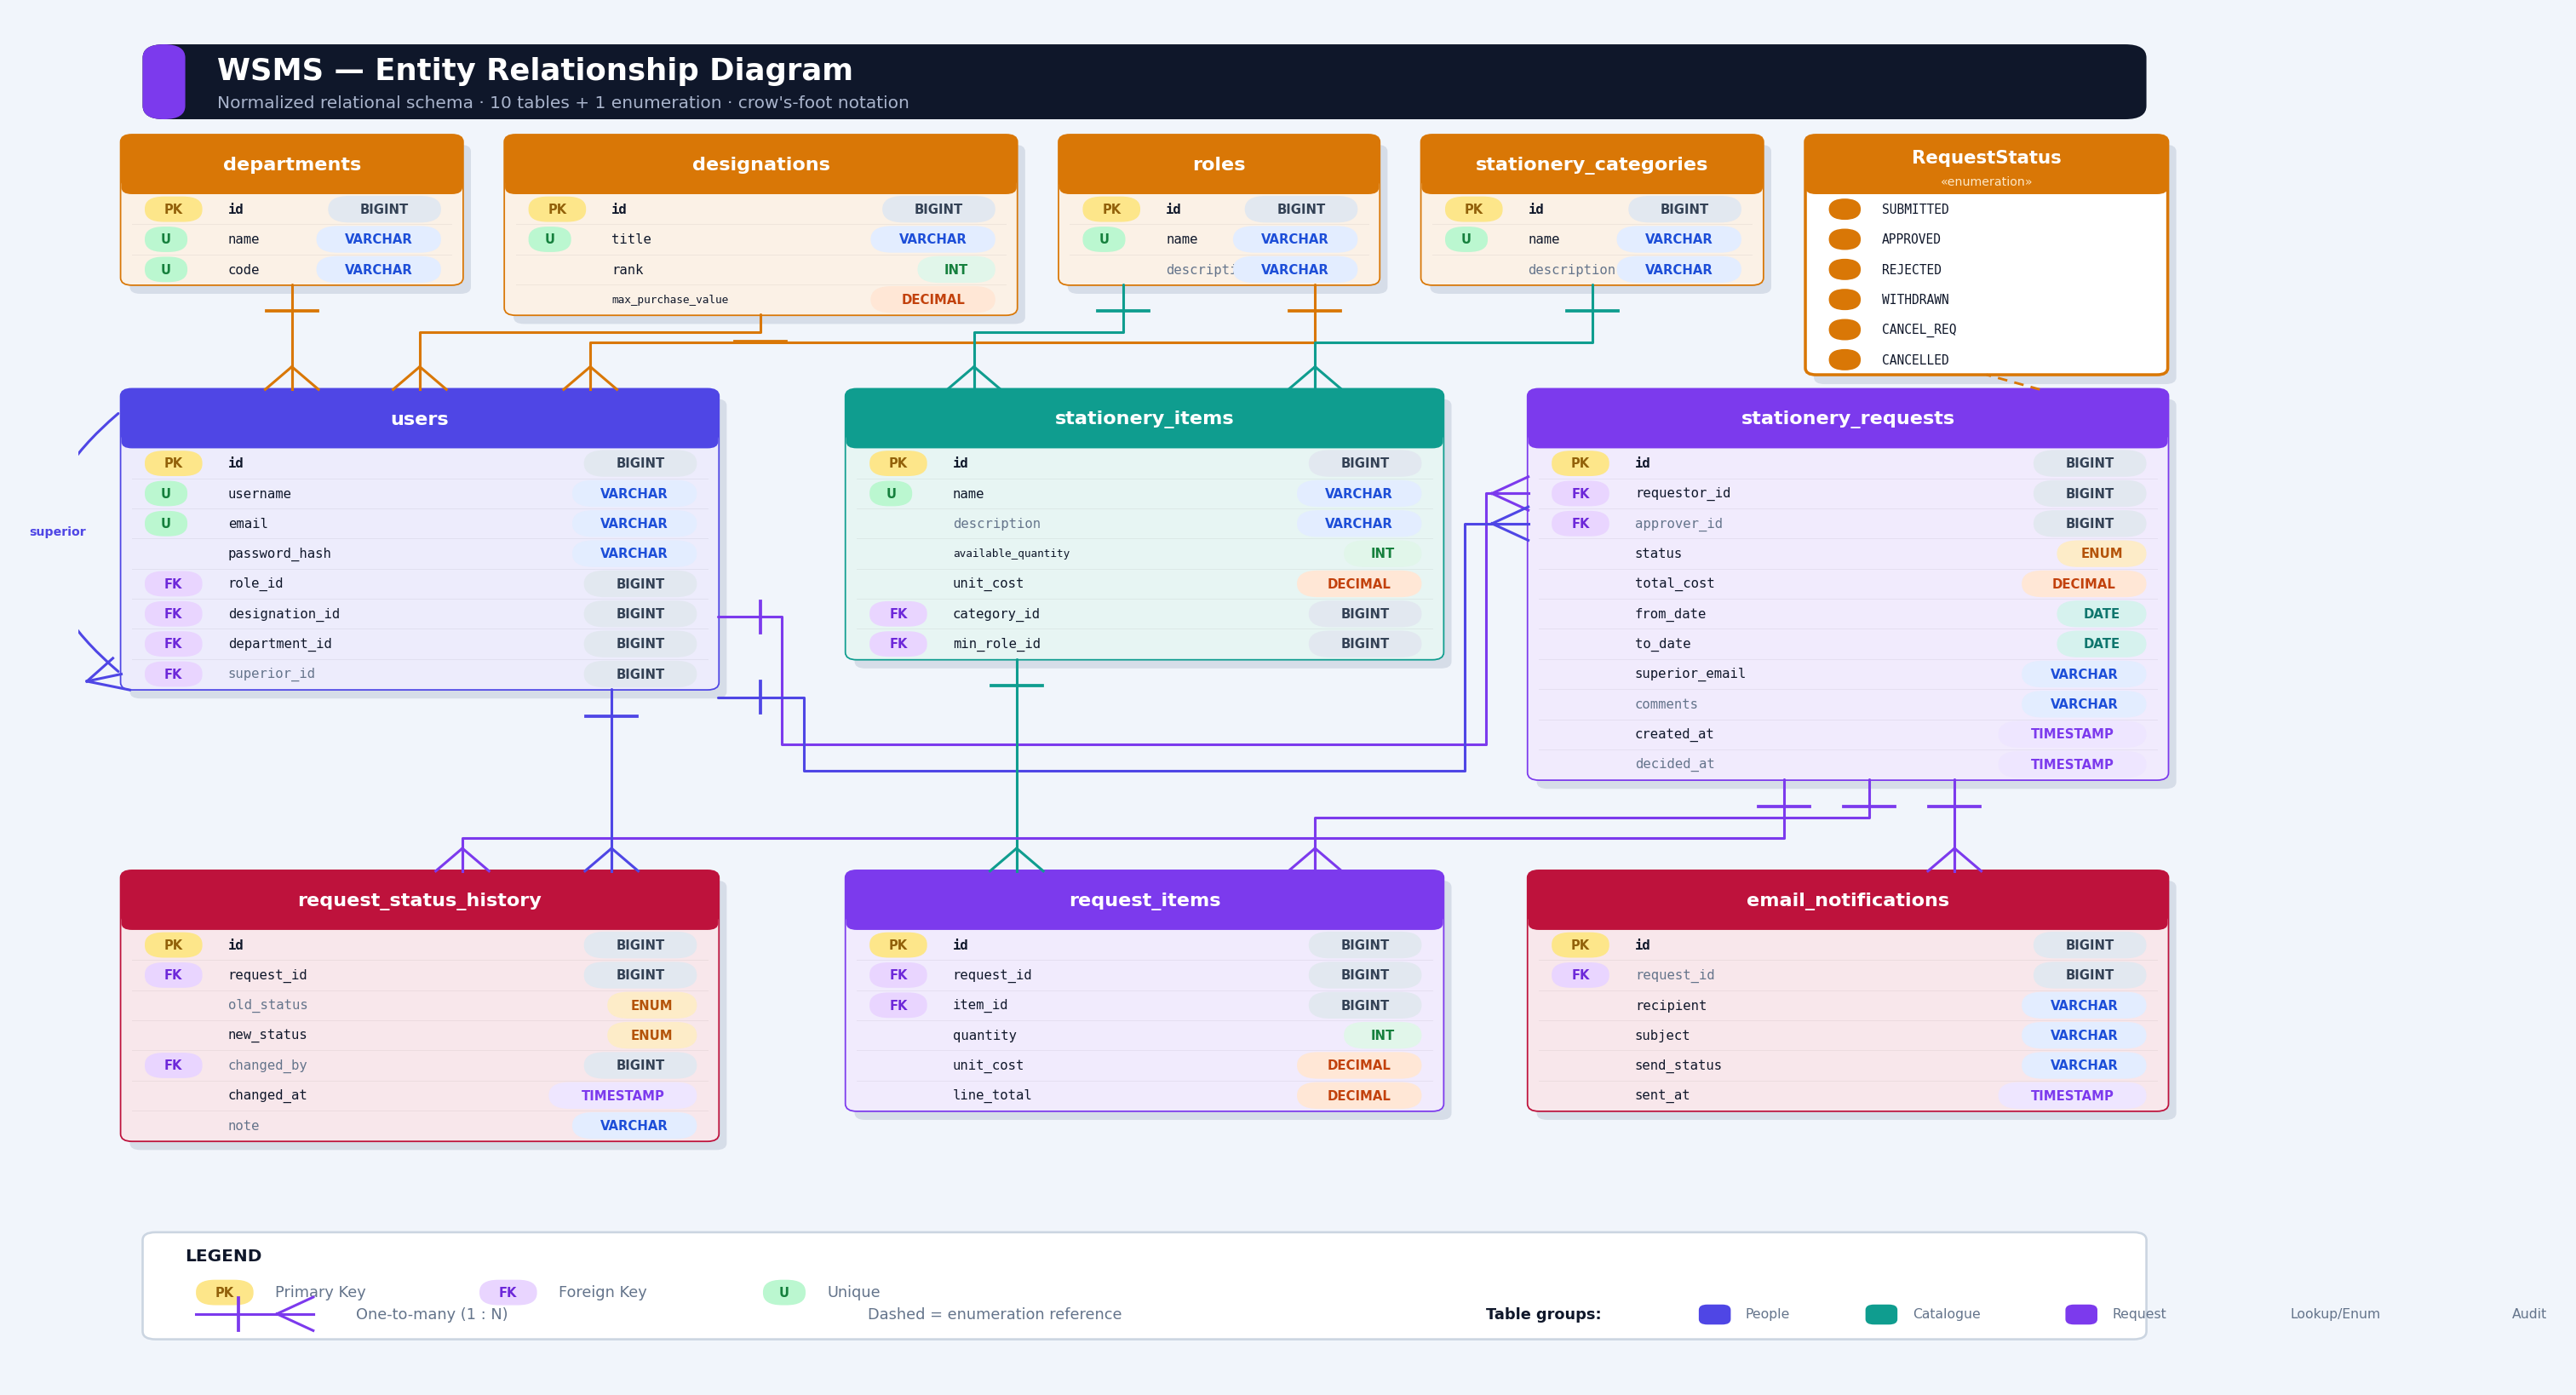 WSMS — Entity Relationship Diagram
Normalized relational schema · 10 tables + 1 enumeration · crow's-foot notation
departments
PK id BIGINT
U name VARCHAR
U code VARCHAR
designations
PK id BIGINT
U title VARCHAR
rank INT
max_purchase_value DECIMAL
roles
PK id BIGINT
U name VARCHAR
descripti VARCHAR
stationery_categories
PK id BIGINT
U name VARCHAR
description VARCHAR
RequestStatus
«enumeration»
SUBMITTED
APPROVED
REJECTED
WITHDRAWN
CANCEL_REQ
CANCELLED
superior
users
PK id BIGINT
U username VARCHAR
U email VARCHAR
password_hash VARCHAR
FK role_id BIGINT
FK designation_id BIGINT
FK department_id BIGINT
FK superior_id BIGINT
stationery_items
PK id BIGINT
U name VARCHAR
description VARCHAR
available_quantity INT
unit_cost DECIMAL
FK category_id BIGINT
FK min_role_id BIGINT
stationery_requests
PK id BIGINT
FK requestor_id BIGINT
FK approver_id BIGINT
status ENUM
total_cost DECIMAL
from_date DATE
to_date DATE
superior_email VARCHAR
comments VARCHAR
created_at TIMESTAMP
decided_at TIMESTAMP
request_status_history
PK id BIGINT
FK request_id BIGINT
old_status ENUM
new_status ENUM
FK changed_by BIGINT
changed_at TIMESTAMP
note VARCHAR
request_items
PK id BIGINT
FK request_id BIGINT
FK item_id BIGINT
quantity INT
unit_cost DECIMAL
line_total DECIMAL
email_notifications
PK id BIGINT
FK request_id BIGINT
recipient VARCHAR
subject VARCHAR
send_status VARCHAR
sent_at TIMESTAMP
LEGEND
PK Primary Key FK Foreign Key U Unique
One-to-many (1 : N) Dashed = enumeration reference Table groups: People Catalogue Request Lookup/Enum Audit